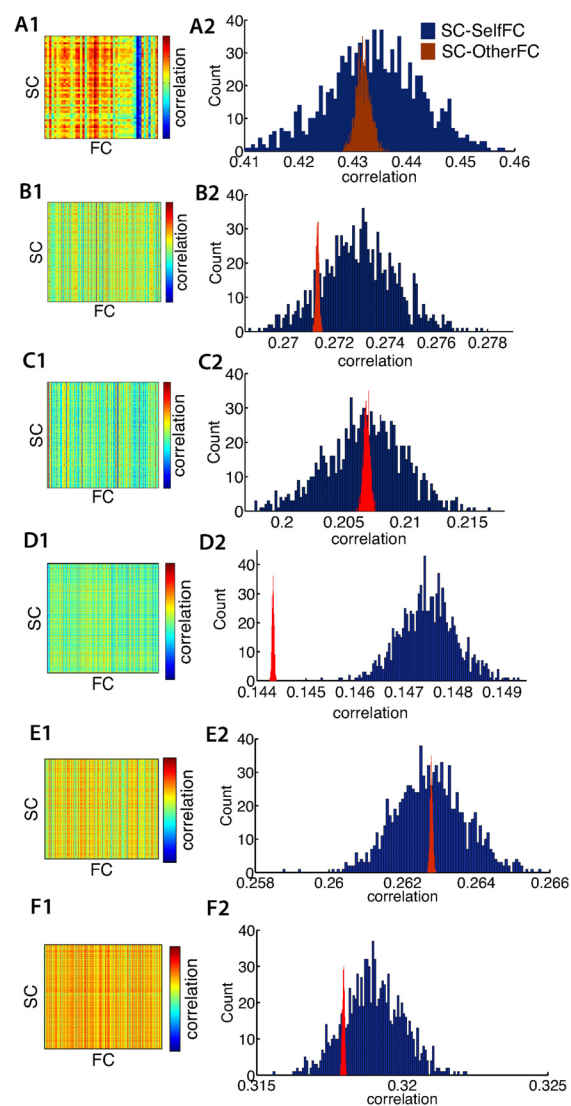 A1
SC
FC
correlation
A2
40
30
20
10
0
Count
SC-SelfFC
SC-OtherFC
0.41 0.42 0.43 0.44 0.45 0.46
correlation
B1
SC
FC
correlation
B2
40
30
20
10
0
Count
0.27 0.272 0.274 0.276 0.278
correlation
C1
SC
FC
correlation
C2
40
30
20
10
0
Count
0.2 0.205 0.21 0.215
correlation
D1
SC
FC
correlation
D2
50
40
30
20
10
0
Count
0.144 0.145 0.146 0.147 0.148 0.149
correlation
E1
SC
FC
correlation
E2
40
30
20
10
0
Count
0.258 0.26 0.262 0.264 0.266
correlation
F1
SC
FC
correlation
F2
50
40
30
20
10
0
Count
0.315 0.32 0.325
correlation